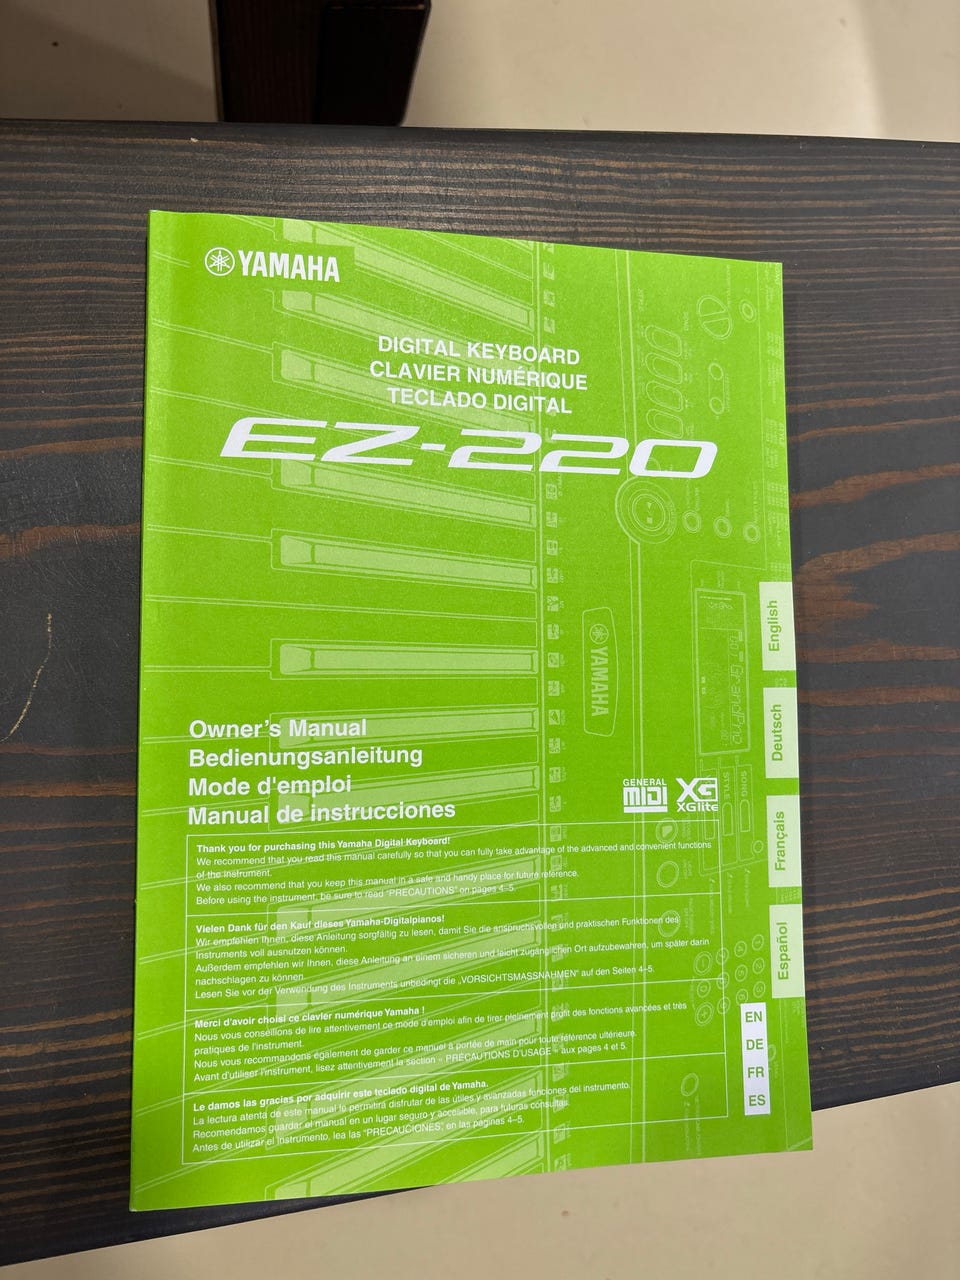 YAMAHA
DIGITAL KEYBOARD
CLAVIER NUMÉRIQUE
TECLADO DIGITAL
EZ-220
YAMAHA
001 GrandPno
English
Deutsch
Français
Español
Owner's Manual
Bedienungsanleitung
Mode d'emploi
Manual de instrucciones
GENERAL
MIDI
XG
XGlite
STYLE
SONG
Thank you for purchasing this Yamaha Digital Keyboard!
We recommend that you read this manual carefully so that you can fully take advantage of the advanced and convenient functions
of the instrument.
We also recommend that you keep this manual in a safe and handy place for future reference.
Before using the instrument, be sure to read "PRECAUTIONS" on pages 4–5.
Vielen Dank für den Kauf dieses Yamaha-Digitalpianos!
Wir empfehlen Ihnen, diese Anleitung sorgfältig zu lesen, damit Sie die anspruchsvollen und praktischen Funktionen des
Instruments voll ausnutzen können.
Außerdem empfehlen wir Ihnen, diese Anleitung an einem sicheren und leicht zugänglichen Ort aufzubewahren, um später darin
nachschlagen zu können.
Lesen Sie vor der Verwendung des Instruments unbedingt die „VORSICHTSMASSNAHMEN" auf den Seiten 4–5.
Merci d'avoir choisi ce clavier numérique Yamaha !
Nous vous conseillons de lire attentivement ce mode d'emploi afin de tirer pleinement profit des fonctions avancées et très
pratiques de l'instrument.
Nous vous recommandons également de garder ce manuel à portée de main pour toute référence ultérieure.
Avant d'utiliser l'instrument, lisez attentivement la section « PRÉCAUTIONS D'USAGE » aux pages 4 et 5.
Le damos las gracias por adquirir este teclado digital de Yamaha.
La lectura atenta de este manual le permitirá disfrutar de las útiles y avanzadas funciones del instrumento.
Recomendamos guardar el manual en un lugar seguro y accesible, para futuras consultas.
Antes de utilizar el instrumento, lea las "PRECAUCIONES", en las páginas 4–5.
EN
DE
FR
ES